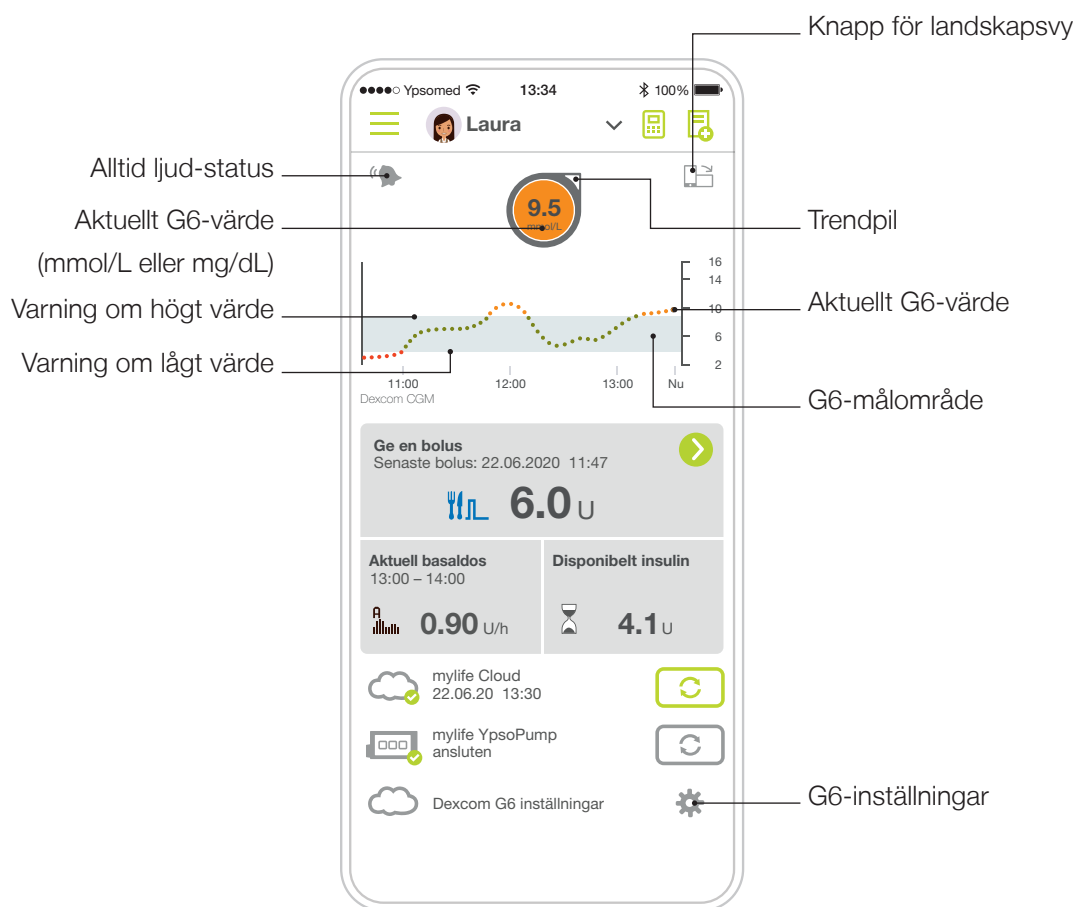 Knapp för landskapsvy
Ypsomed 13:34 100%
Laura
Alltid ljud-status
Aktuellt G6-värde
(mmol/L eller mg/dL)
Varning om högt värde
Varning om lågt värde
9.5
mmol/L
Trendpil
Aktuellt G6-värde
G6-målområde
16
14
10
6
2
11:00 12:00 13:00 Nu
Dexcom CGM
Ge en bolus
Senaste bolus: 22.06.2020 11:47
6.0 U
Aktuell basaldos
13:00 – 14:00
A
0.90 U/h
Disponibelt insulin
4.1 U
mylife Cloud
22.06.20 13:30
mylife YpsoPump
ansluten
Dexcom G6 inställningar
G6-inställningar